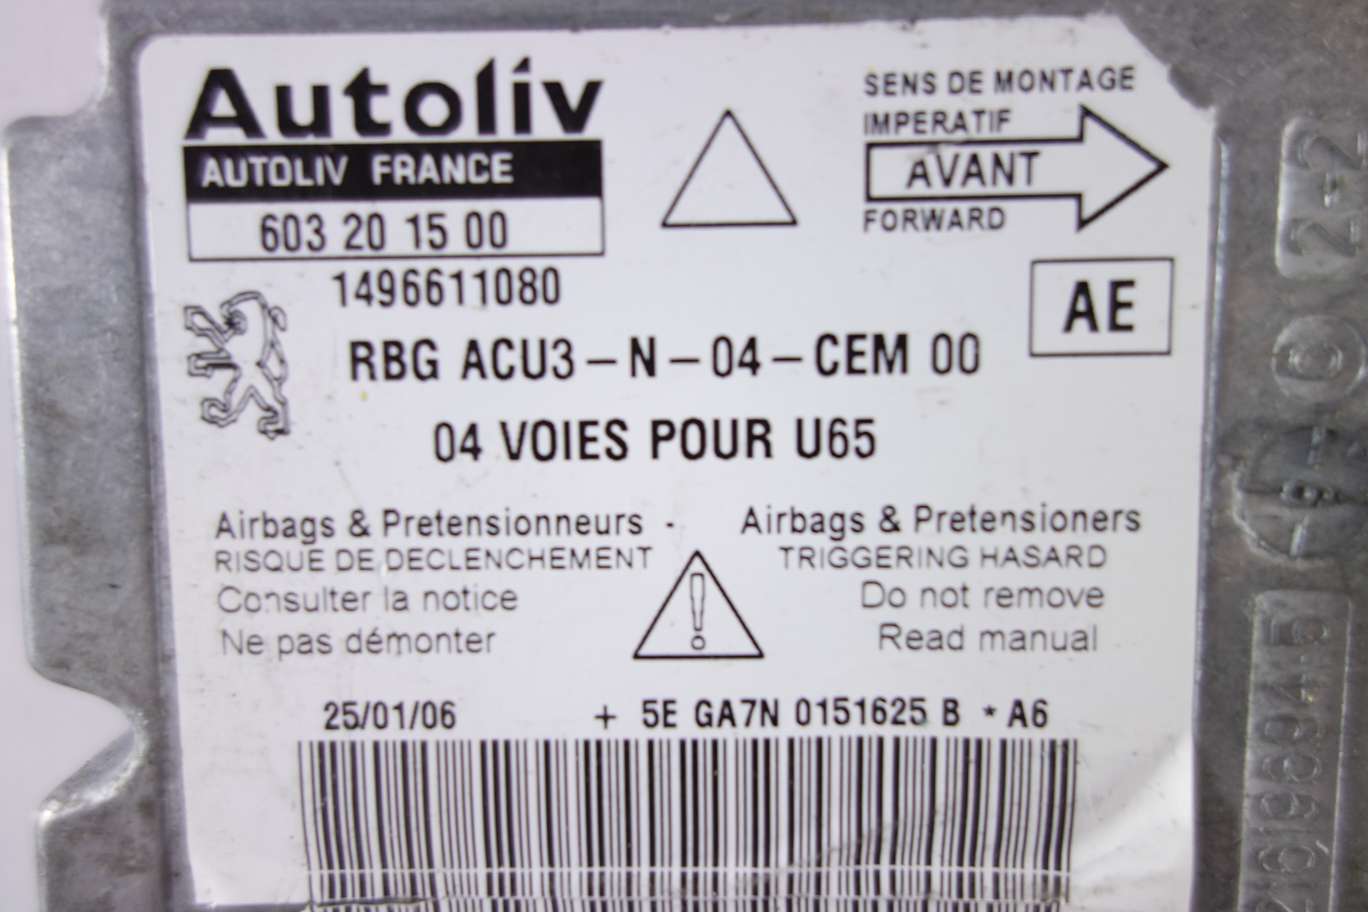 Autoliv
AUTOLIV FRANCE
603 20 15 00
1496611080
SENS DE MONTAGE
IMPERATIF
AVANT
FORWARD
AE
RBG ACU3-N-04-CEM 00
04 VOIES POUR U65
Airbags & Pretensionneurs - Airbags & Pretensioners
RISQUE DE DECLENCHEMENT TRIGGERING HASARD
Consulter la notice Do not remove
Ne pas démonter Read manual
!
25/01/06 + 5E GA7N 0151625 B *A6
2-2